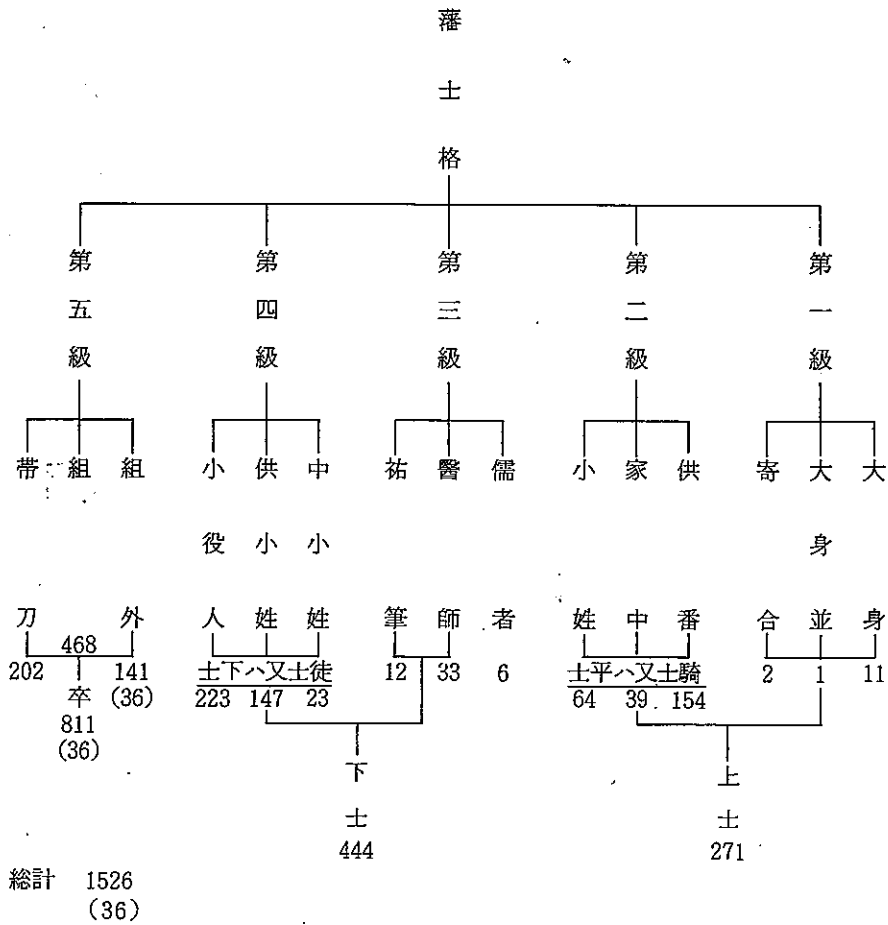 藩士格
第一級
第二級
第三級
第四級
第五級
大身
大身並
寄合
供番
家中
小姓
儒者
醫師
祐筆
中小姓
供小姓
小役人
組外
組
帯刀
11
1
2
騎士又ハ平士
154
39
64
6
33
12
徒士又ハ下士
23
147
223
141
(36)
468
202
卒
811
(36)
上士
271
下士
444
総計 1526
(36)